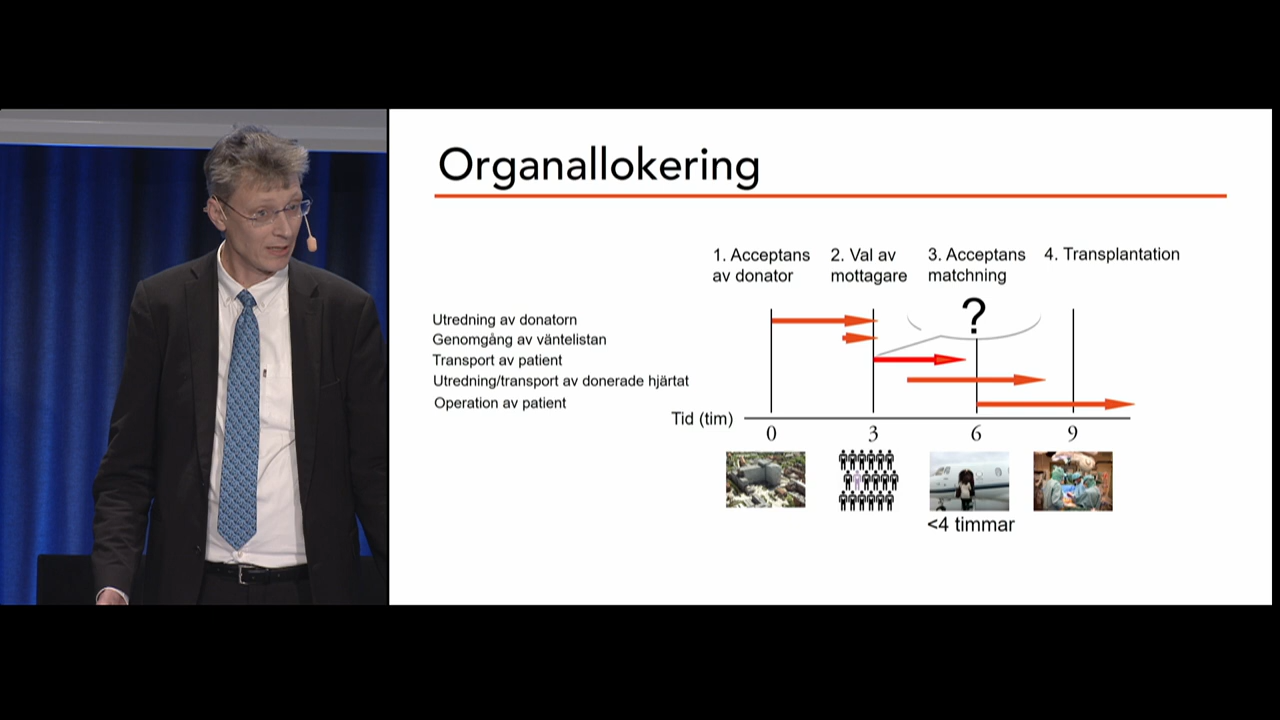 Organallokering
1. Acceptans
av donator
2. Val av
mottagare
3. Acceptans
matchning
4. Transplantation
?
Utredning av donatorn
Genomgång av väntelistan
Transport av patient
Utredning/transport av donerade hjärtat
Operation av patient
Tid (tim)
0 3 6 9
<4 timmar